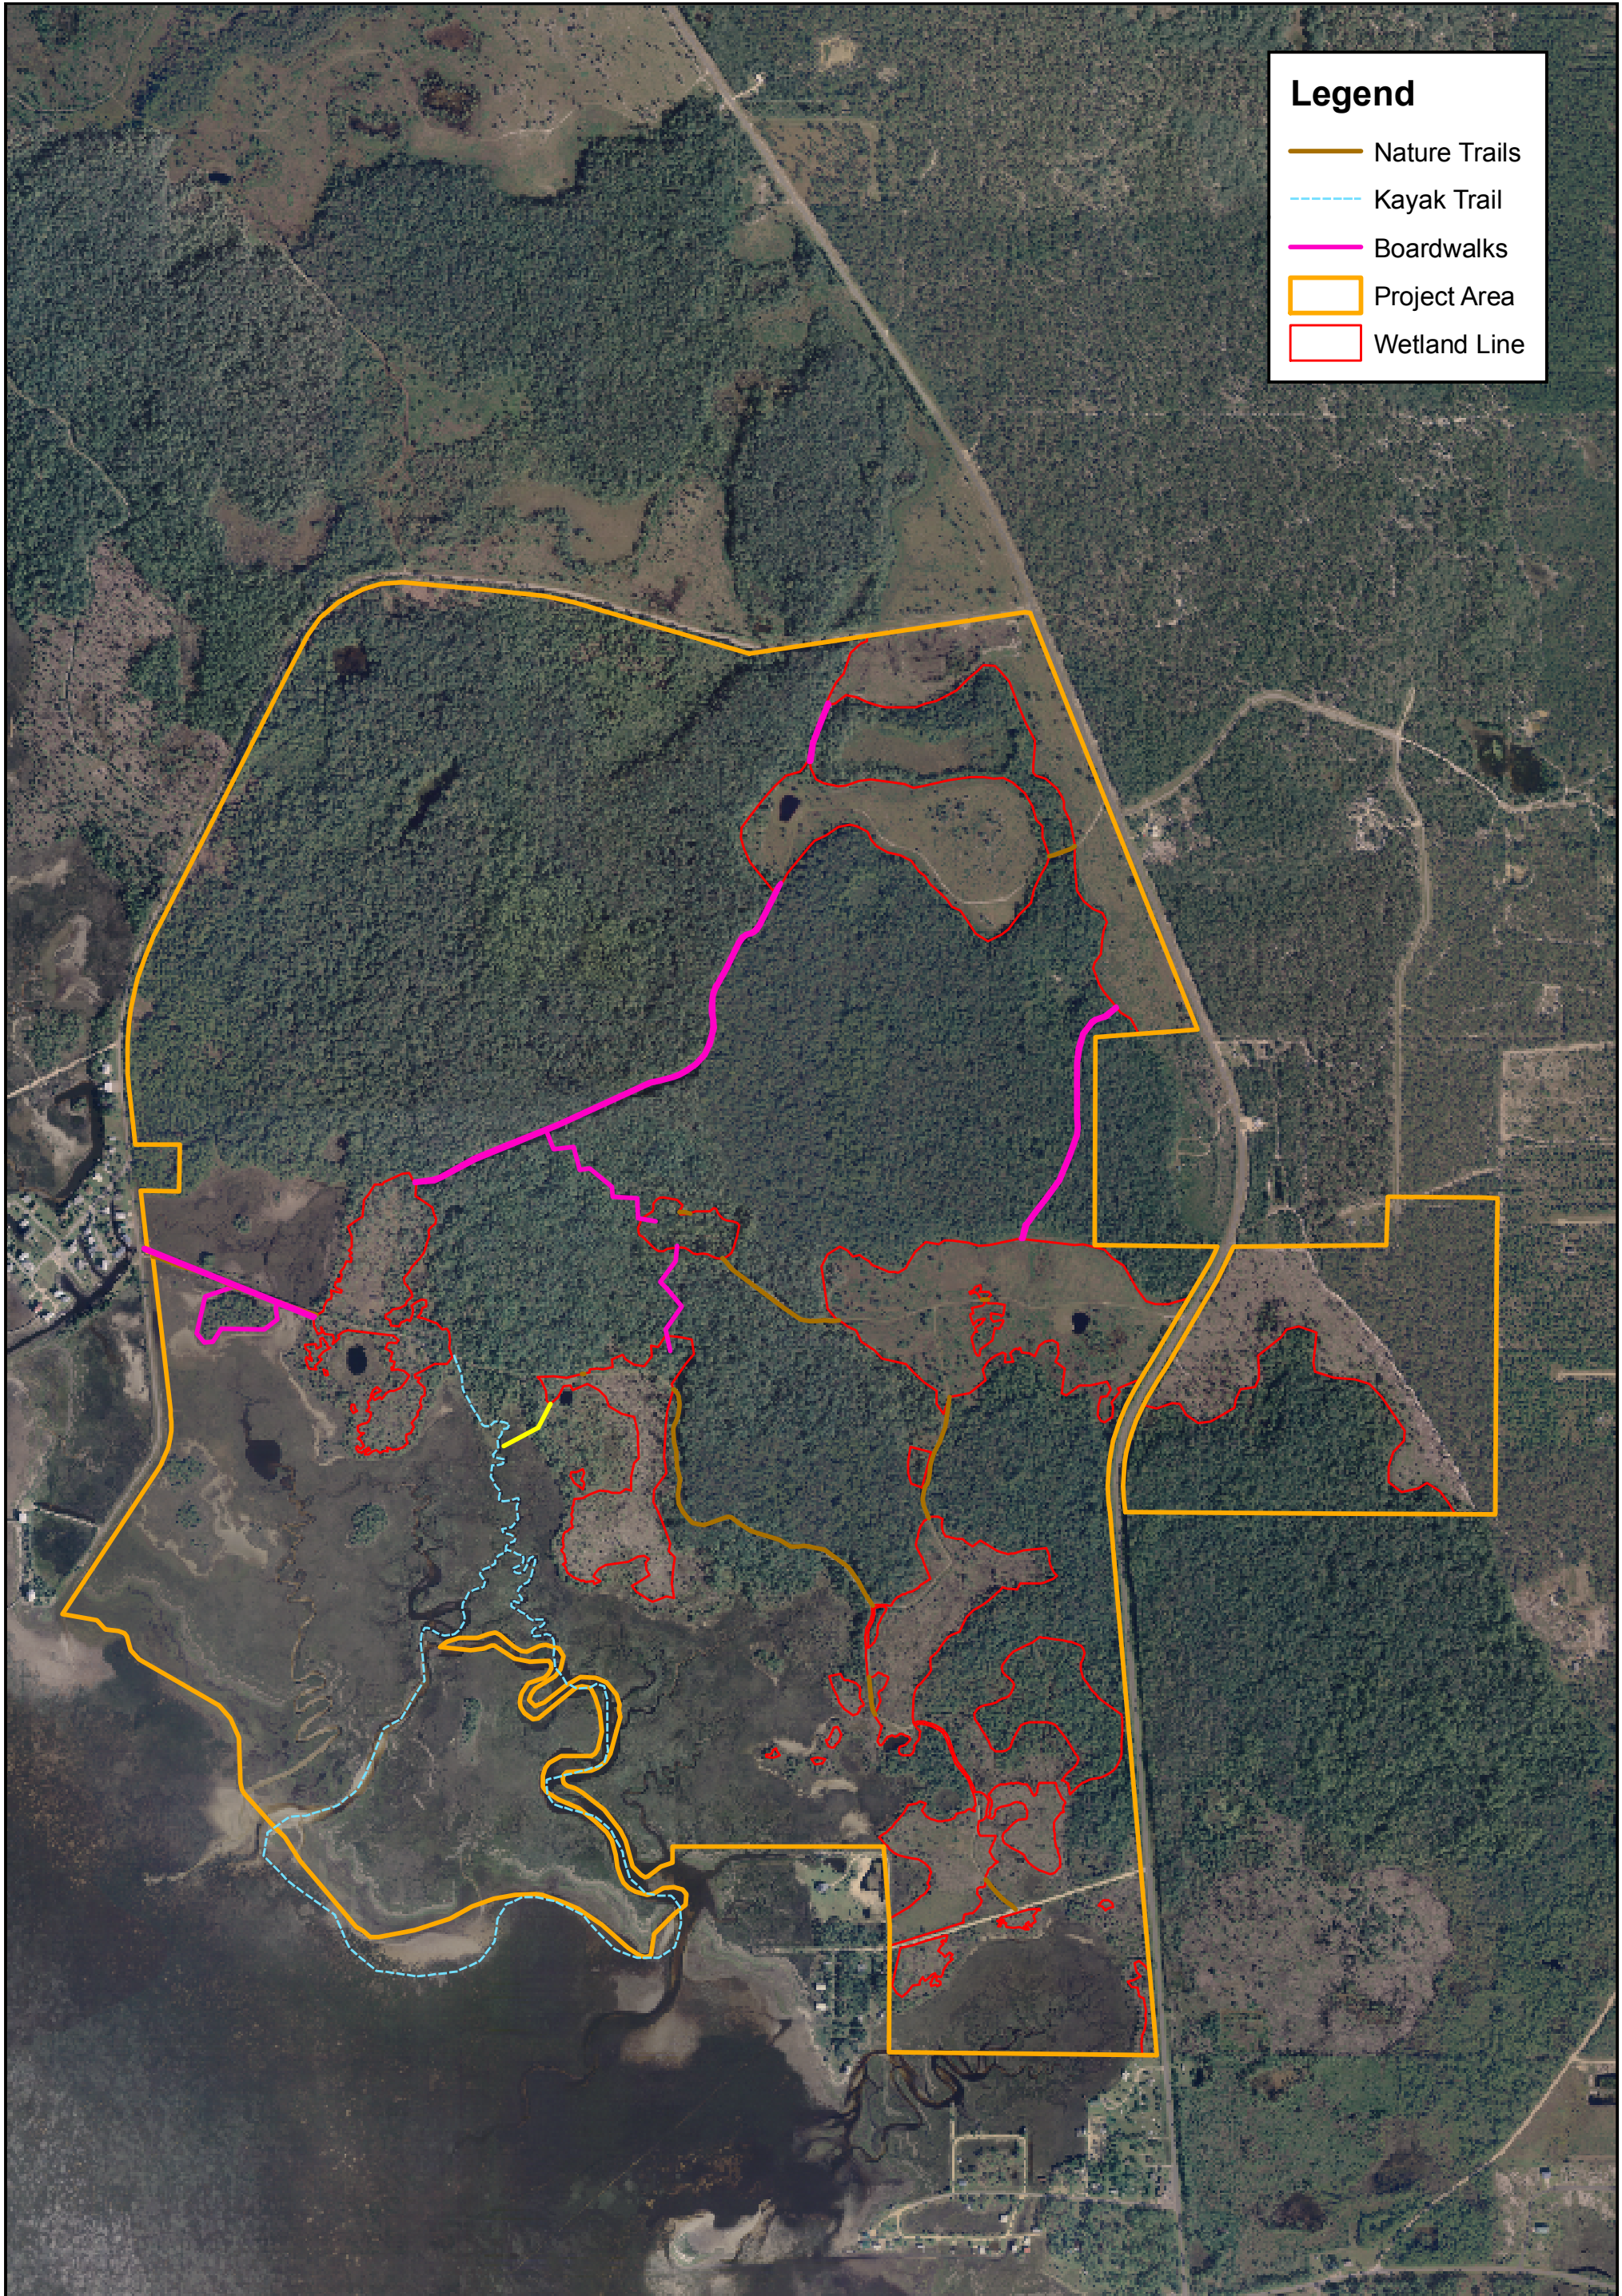 Legend
Nature Trails
Kayak Trail
Boardwalks
Project Area
Wetland Line